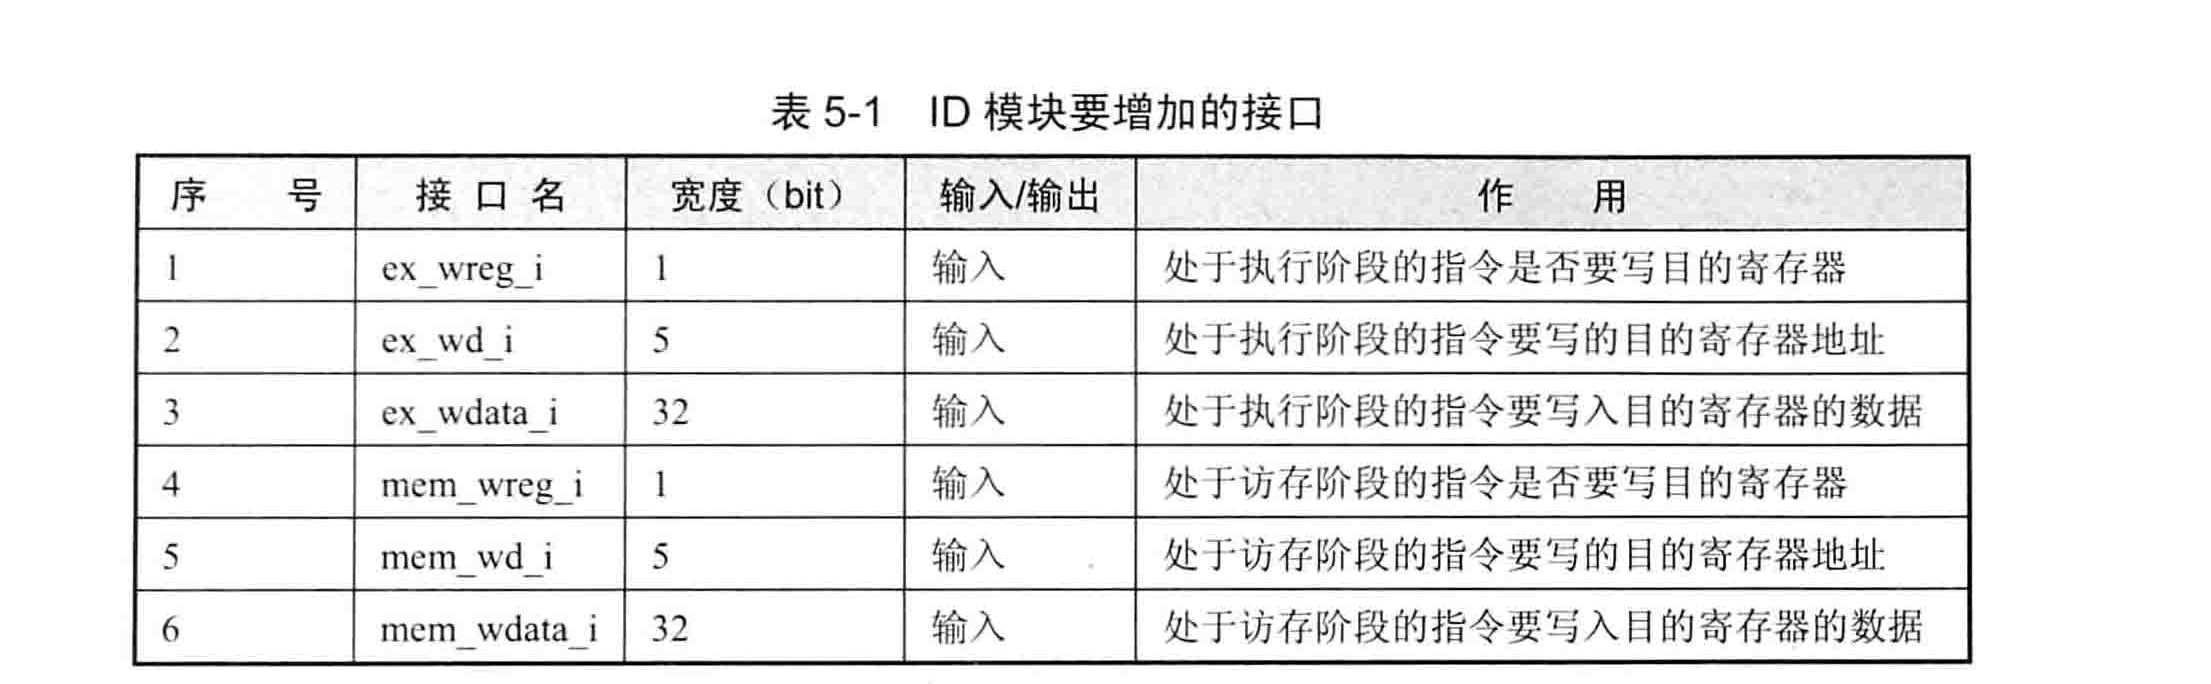 表 5-1 ID 模块要增加的接口
序 号 接 口 名 宽度（bit） 输入/输出 作 用
1 ex_wreg_i 1 输入 处于执行阶段的指令是否要写目的寄存器
2 ex_wd_i 5 输入 处于执行阶段的指令要写的目的寄存器地址
3 ex_wdata_i 32 输入 处于执行阶段的指令要写入目的寄存器的数据
4 mem_wreg_i 1 输入 处于访存阶段的指令是否要写目的寄存器
5 mem_wd_i 5 输入 处于访存阶段的指令要写的目的寄存器地址
6 mem_wdata_i 32 输入 处于访存阶段的指令要写入目的寄存器的数据